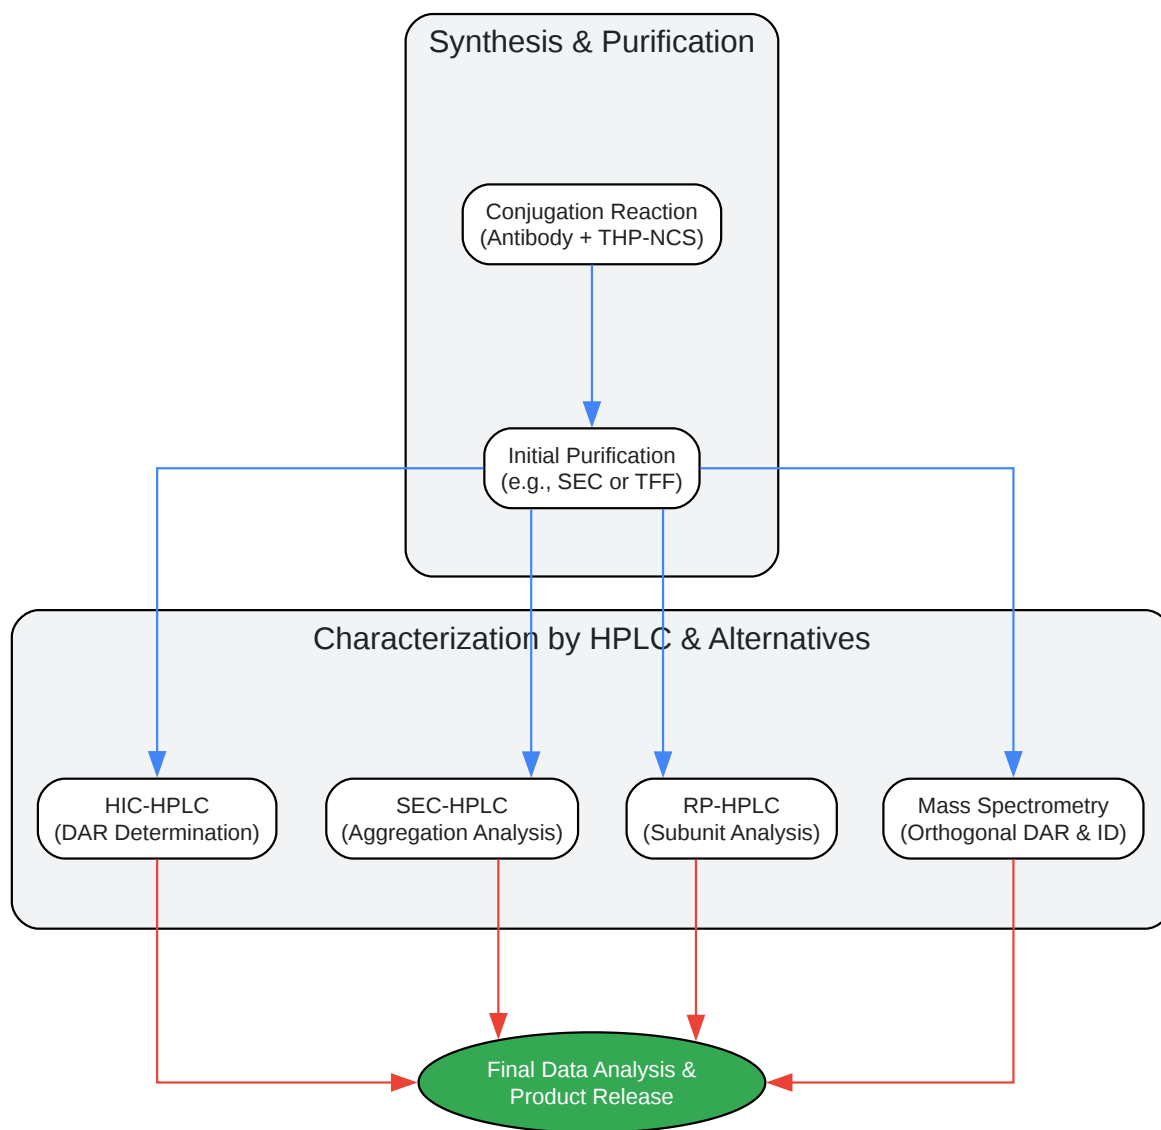 Synthesis & Purification
Conjugation Reaction
(Antibody + THP-NCS)
Initial Purification
(e.g., SEC or TFF)
Characterization by HPLC & Alternatives
HIC-HPLC
(DAR Determination)
SEC-HPLC
(Aggregation Analysis)
RP-HPLC
(Subunit Analysis)
Mass Spectrometry
(Orthogonal DAR & ID)
Final Data Analysis &
Product Release